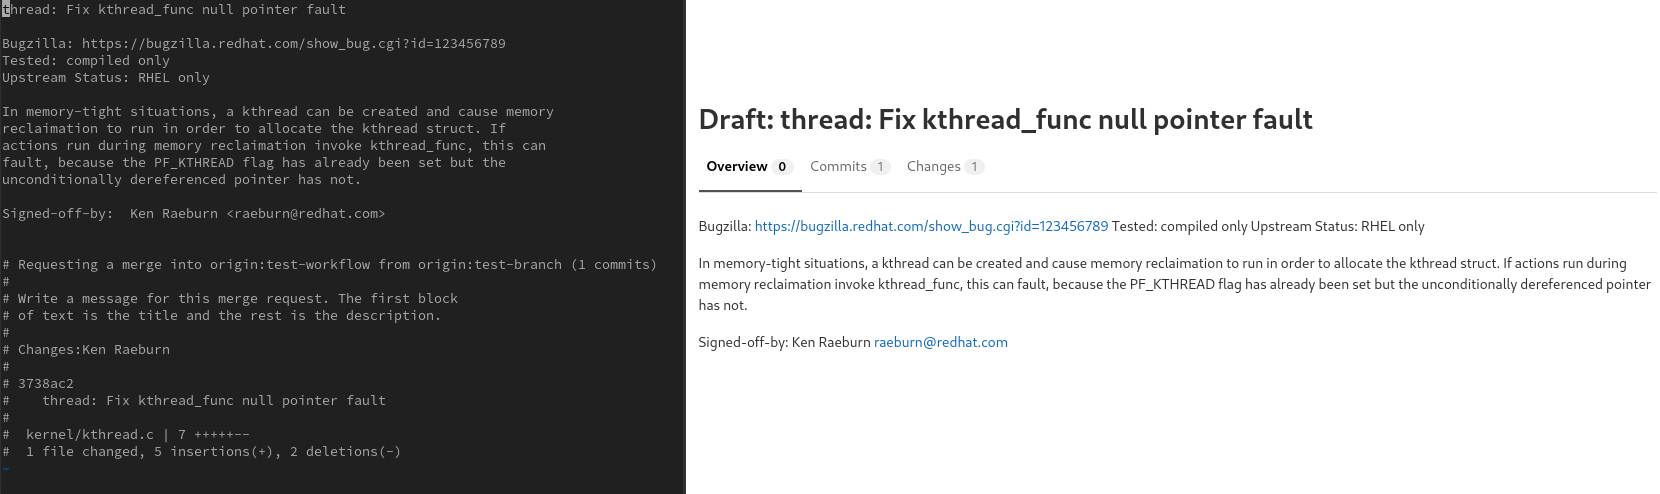 thread: Fix kthread_func null pointer fault
Bugzilla: https://bugzilla.redhat.com/show_bug.cgi?id=123456789
Tested: compiled only
Upstream Status: RHEL only
In memory-tight situations, a kthread can be created and cause memory
reclaimation to run in order to allocate the kthread struct. If
actions run during memory reclaimation invoke kthread_func, this can
fault, because the PF_KTHREAD flag has already been set but the
unconditionally dereferenced pointer has not.
Signed-off-by:  Ken Raeburn <raeburn@redhat.com>
# Requesting a merge into origin:test-workflow from origin:test-branch (1 commits)
#
# Write a message for this merge request. The first block
# of text is the title and the rest is the description.
#
# Changes:Ken Raeburn
#
# 3738ac2
#    thread: Fix kthread_func null pointer fault
#
#  kernel/kthread.c | 7 +++++--
#  1 file changed, 5 insertions(+), 2 deletions(-)
~
Draft: thread: Fix kthread_func null pointer fault
Overview 0 Commits 1 Changes 1
Bugzilla: https://bugzilla.redhat.com/show_bug.cgi?id=123456789 Tested: compiled only Upstream Status: RHEL only
In memory-tight situations, a kthread can be created and cause memory reclaimation to run in order to allocate the kthread struct. If actions run during
memory reclaimation invoke kthread_func, this can fault, because the PF_KTHREAD flag has already been set but the unconditionally dereferenced pointer
has not.
Signed-off-by: Ken Raeburn raeburn@redhat.com